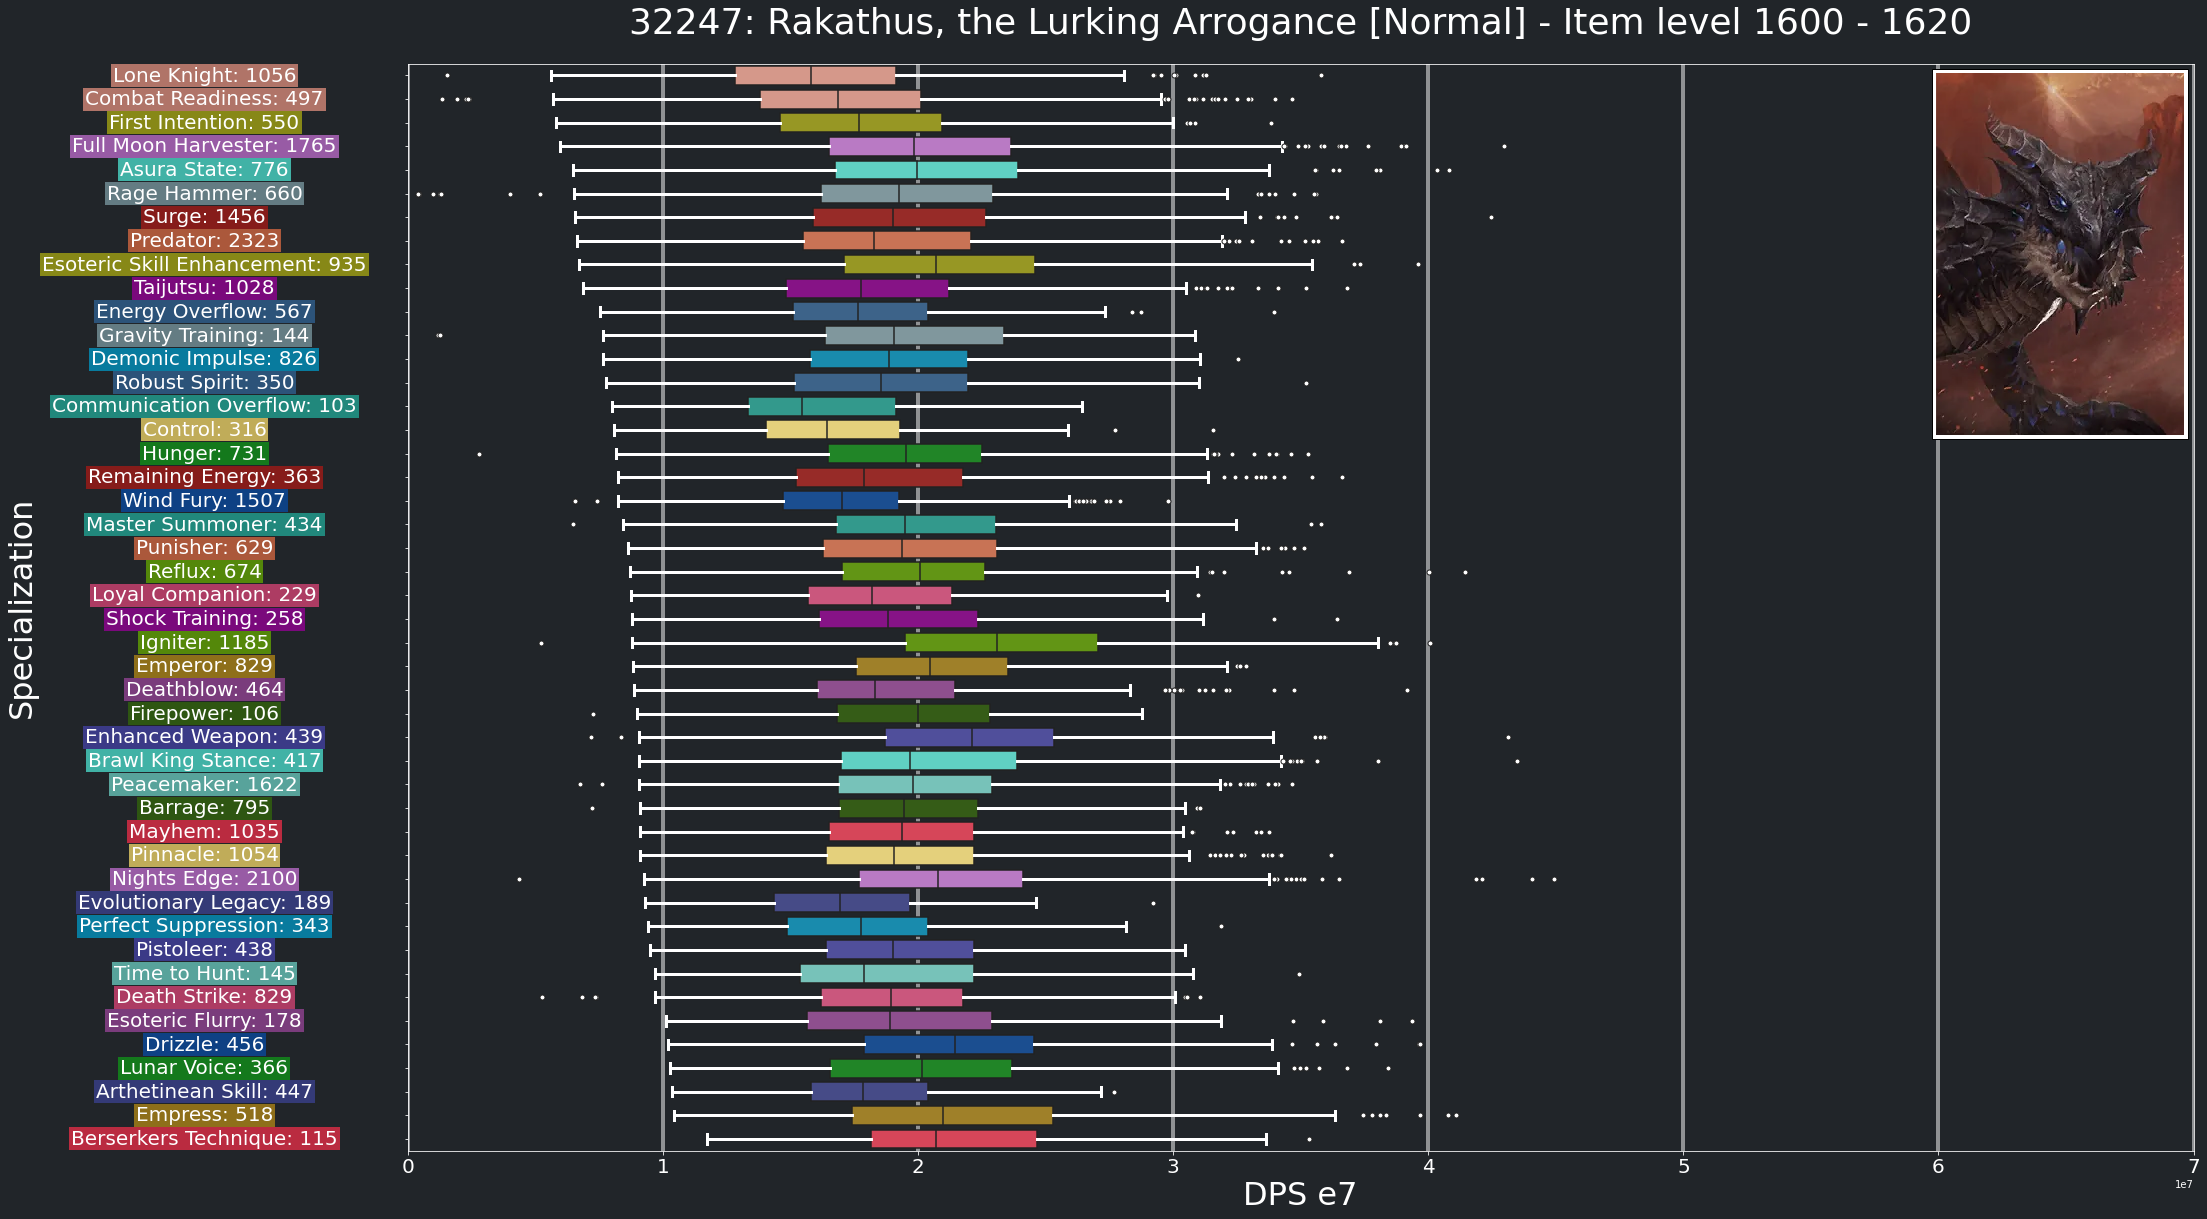 32247: Rakathus, the Lurking Arrogance [Normal] - Item level 1600 - 1620
Specialization
Lone Knight: 1056
Combat Readiness: 497
First Intention: 550
Full Moon Harvester: 1765
Asura State: 776
Rage Hammer: 660
Surge: 1456
Predator: 2323
Esoteric Skill Enhancement: 935
Taijutsu: 1028
Energy Overflow: 567
Gravity Training: 144
Demonic Impulse: 826
Robust Spirit: 350
Communication Overflow: 103
Control: 316
Hunger: 731
Remaining Energy: 363
Wind Fury: 1507
Master Summoner: 434
Punisher: 629
Reflux: 674
Loyal Companion: 229
Shock Training: 258
Igniter: 1185
Emperor: 829
Deathblow: 464
Firepower: 106
Enhanced Weapon: 439
Brawl King Stance: 417
Peacemaker: 1622
Barrage: 795
Mayhem: 1035
Pinnacle: 1054
Nights Edge: 2100
Evolutionary Legacy: 189
Perfect Suppression: 343
Pistoleer: 438
Time to Hunt: 145
Death Strike: 829
Esoteric Flurry: 178
Drizzle: 456
Lunar Voice: 366
Arthetinean Skill: 447
Empress: 518
Berserkers Technique: 115
0 1 2 3 4 5 6 7
1e7
DPS e7